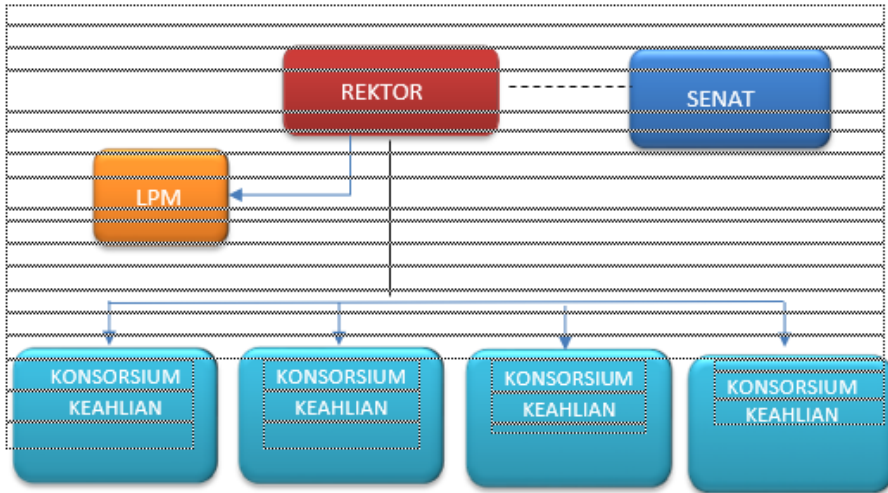 REKTOR
SENAT
LPM
KONSORSIUM
KEAHLIAN
KONSORSIUM
KEAHLIAN
KONSORSIUM
KEAHLIAN
KONSORSIUM
KEAHLIAN